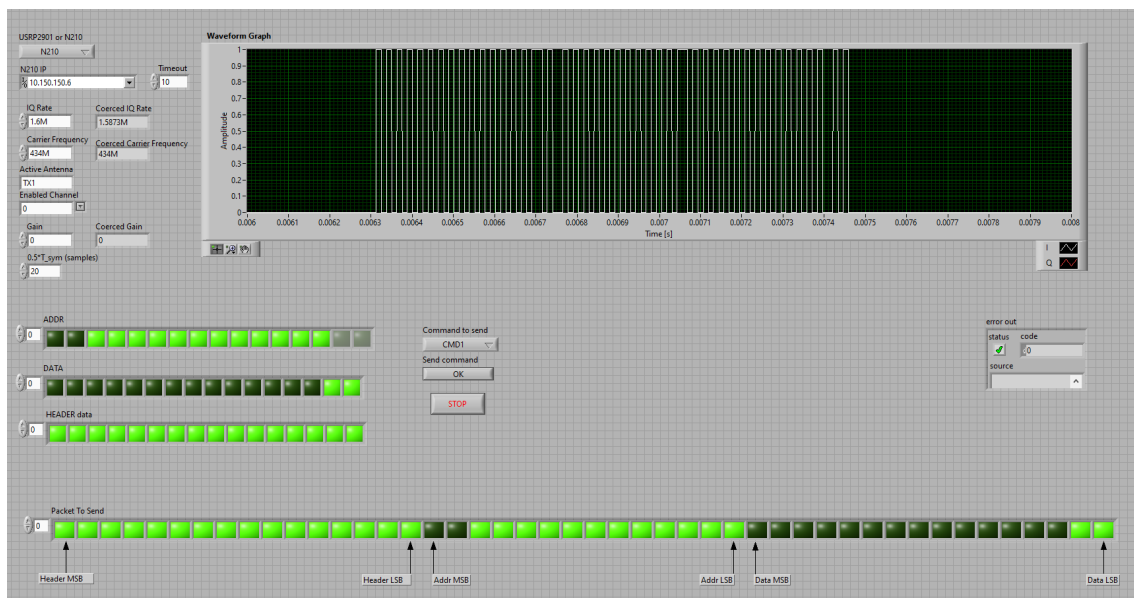 USRP2901 or N210
N210
N210 IP
Timeout
10.150.150.6
10
IQ Rate
Coerced IQ Rate
1.6M
1.5873M
Carrier Frequency
Coerced Carrier Frequency
434M
434M
Active Antenna
TX1
Enabled Channel
0
Gain
Coerced Gain
0
0
0.5*T_sym (samples)
20
Waveform Graph
Amplitude
1
0.9
0.8
0.7
0.6
0.5
0.4
0.3
0.2
0.1
0
0.006 0.0061 0.0062 0.0063 0.0064 0.0065 0.0066 0.0067 0.0068 0.0069 0.007 0.0071 0.0072 0.0073 0.0074 0.0075 0.0076 0.0077 0.0078 0.0079 0.008
Time [s]
I
Q
ADDR
0
DATA
0
HEADER data
0
Command to send
CMD1
Send command
OK
STOP
error out
status code
0
source
Packet To Send
0
Header MSB
Header LSB
Addr MSB
Addr LSB
Data MSB
Data LSB